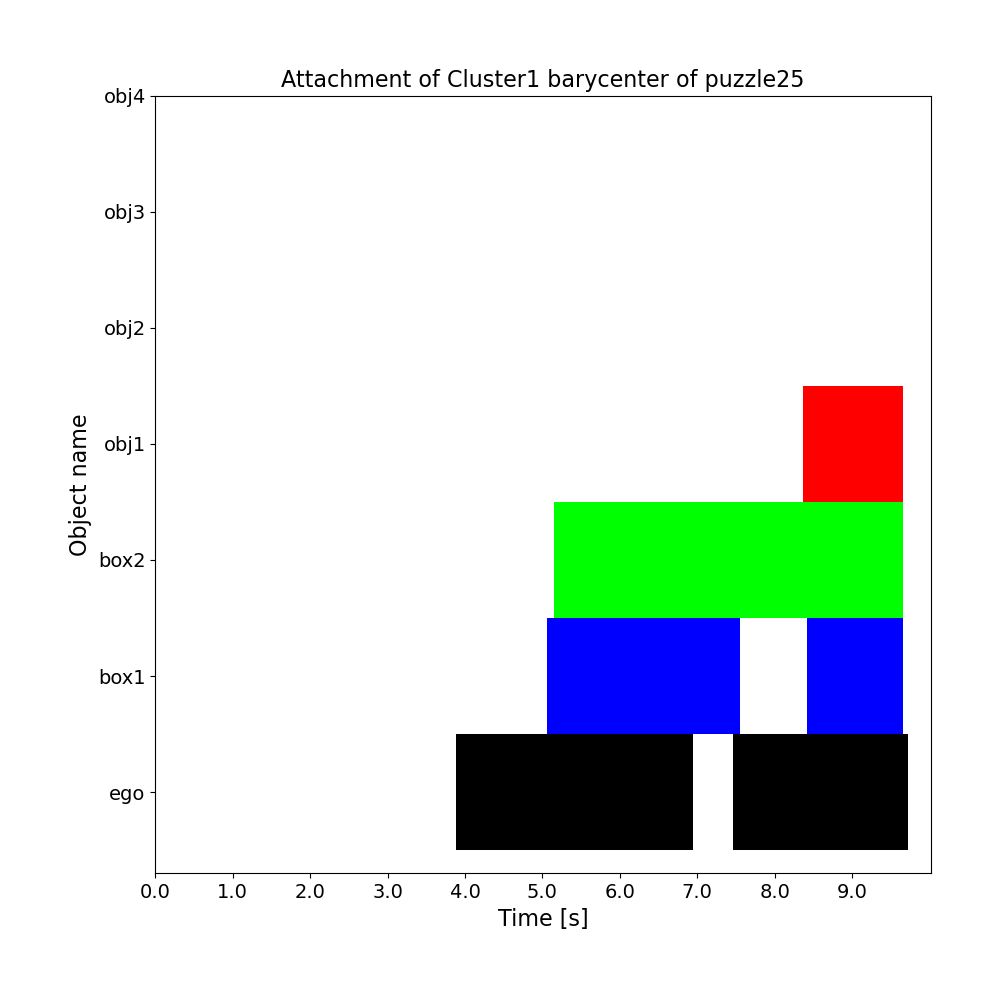 Attachment of Cluster1 barycenter of puzzle25
obj4
obj3
obj2
obj1
box2
box1
ego
Object name
0.0 1.0 2.0 3.0 4.0 5.0 6.0 7.0 8.0 9.0
Time [s]